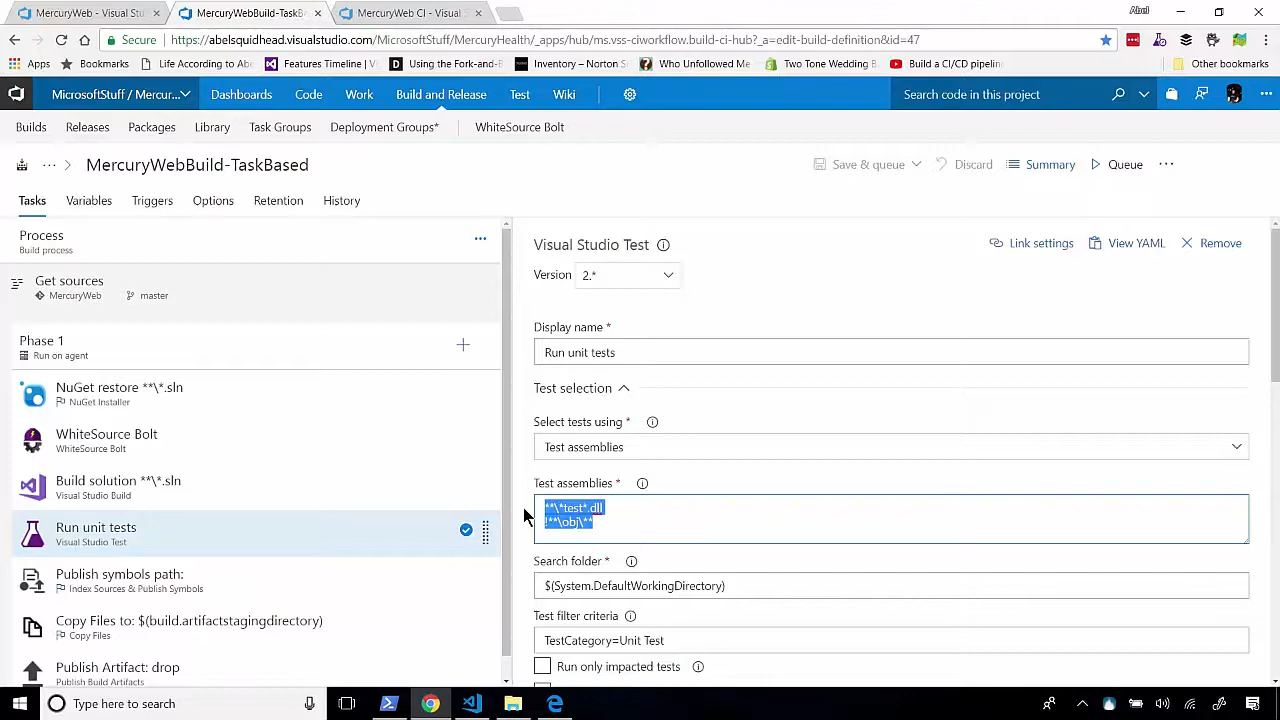 MercuryWeb - Visual Stu
MercuryWebBuild-TaskBas
MercuryWeb CI - Visual S
Abel
Secure
https://abelsquidhead.visualstudio.com/MicrosoftStuff/MercuryHealth/_apps/hub/ms.vss-ciworkflow.build-ci-hub?_a=edit-build-definition&id=47
Apps
Bookmarks
Life According to Abe
Features Timeline | V
Using the Fork-and-B
Inventory – Norton S
Who Unfollowed Me
Two Tone Wedding B
Build a CI/CD pipelin
Other bookmarks
MicrosoftStuff / Mercur...
Dashboards
Code
Work
Build and Release
Test
Wiki
Search code in this project
Builds
Releases
Packages
Library
Task Groups
Deployment Groups*
WhiteSource Bolt
... > MercuryWebBuild-TaskBased
Save & queue
Discard
Summary
Queue
Tasks
Variables
Triggers
Options
Retention
History
Process
Build process
Get sources
MercuryWeb
master
Phase 1
Run on agent
NuGet restore **\*.sln
NuGet Installer
WhiteSource Bolt
WhiteSource Bolt
Build solution **\*.sln
Visual Studio Build
Run unit tests
Visual Studio Test
Publish symbols path:
Index Sources & Publish Symbols
Copy Files to: $(build.artifactstagingdirectory)
Copy Files
Publish Artifact: drop
Publish Build Artifacts
Visual Studio Test
Link settings
View YAML
Remove
Version
2.*
Display name *
Run unit tests
Test selection
Select tests using *
Test assemblies
Test assemblies *
**\*test*.dll
!**\obj\**
Search folder *
$(System.DefaultWorkingDirectory)
Test filter criteria
TestCategory=Unit Test
Run only impacted tests
Type here to search